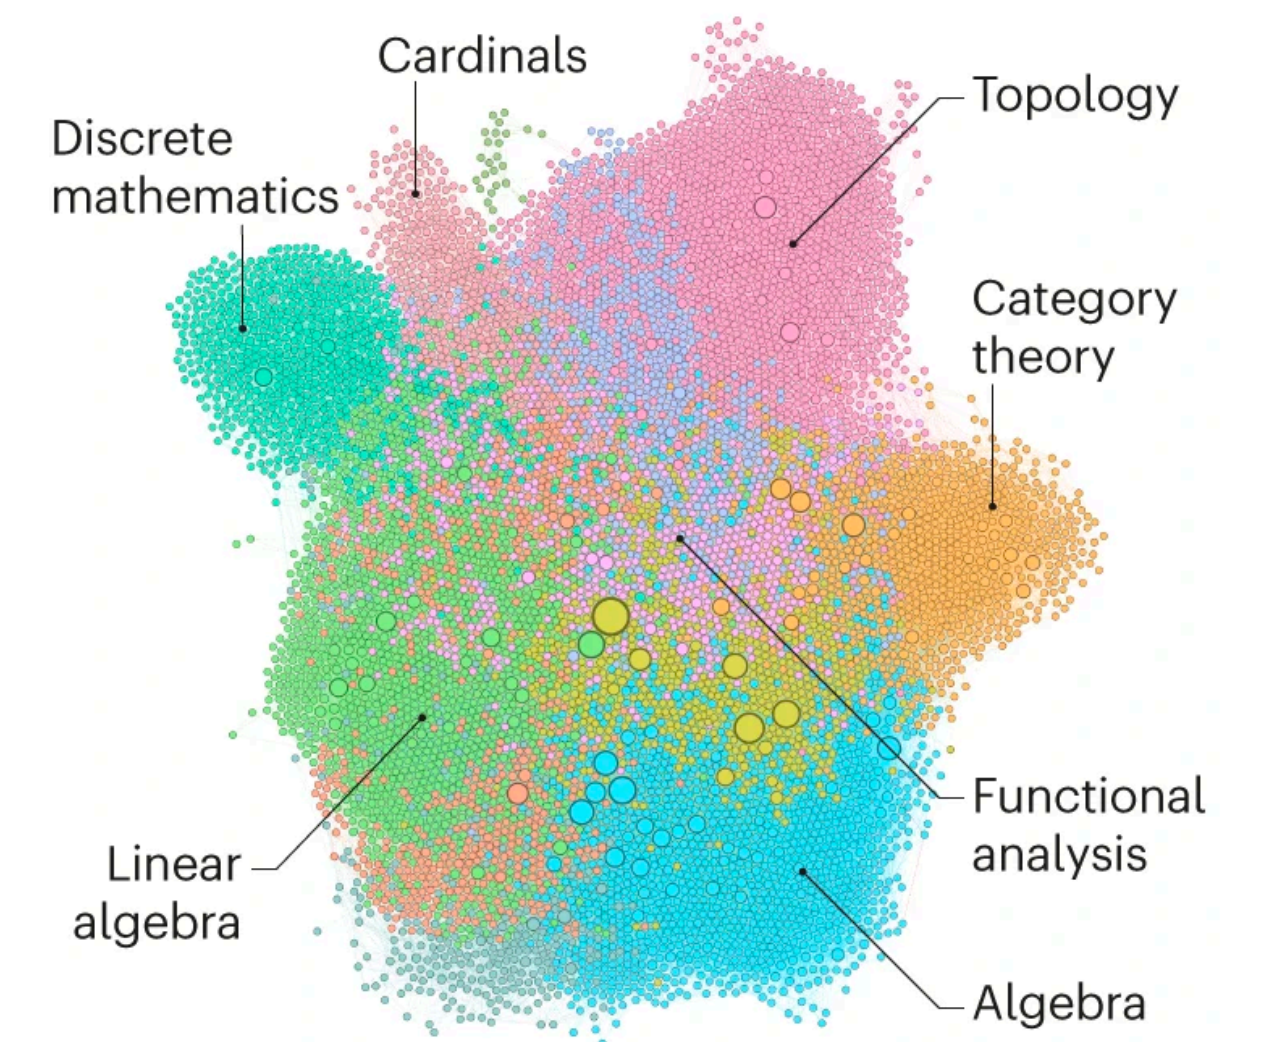 Cardinals
Topology
Discrete
mathematics
Category
theory
Functional
analysis
Linear
algebra
Algebra